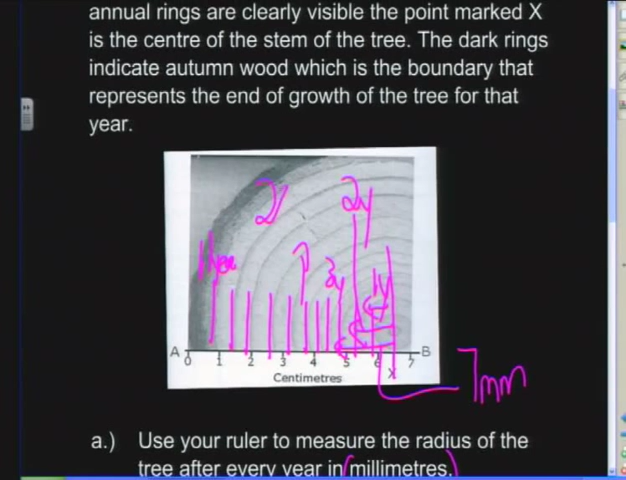 annual rings are clearly visible the point marked X
is the centre of the stem of the tree. The dark rings
indicate autumn wood which is the boundary that
represents the end of growth of the tree for that
year.
2y
3y
1y
A
B
0 1 2 3 4 5 6 7
X
Centimetres
7mm
a.) Use your ruler to measure the radius of the
tree after every year in (millimetres.)